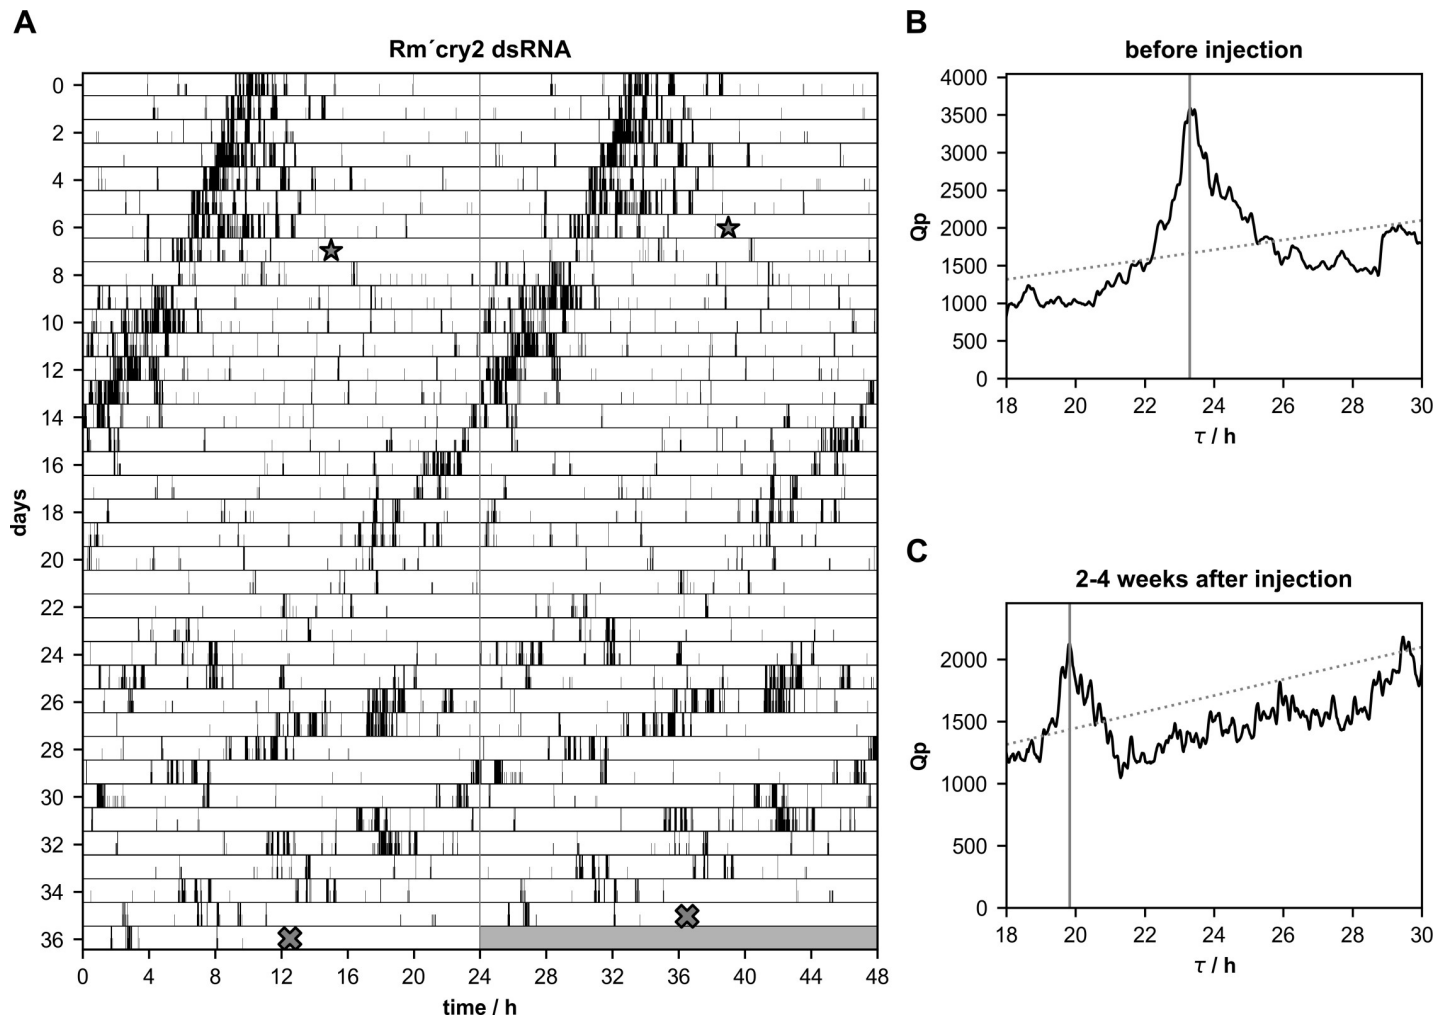 A
Rm´cry2 dsRNA
days
0
2
4
6
8
10
12
14
16
18
20
22
24
26
28
30
32
34
36
0 4 8 12 16 20 24 28 32 36 40 44 48
time / h
B
before injection
Qp
4000
3500
3000
2500
2000
1500
1000
500
0
18 20 22 24 26 28 30
τ / h
C
2-4 weeks after injection
Qp
2000
1500
1000
500
0
18 20 22 24 26 28 30
τ / h